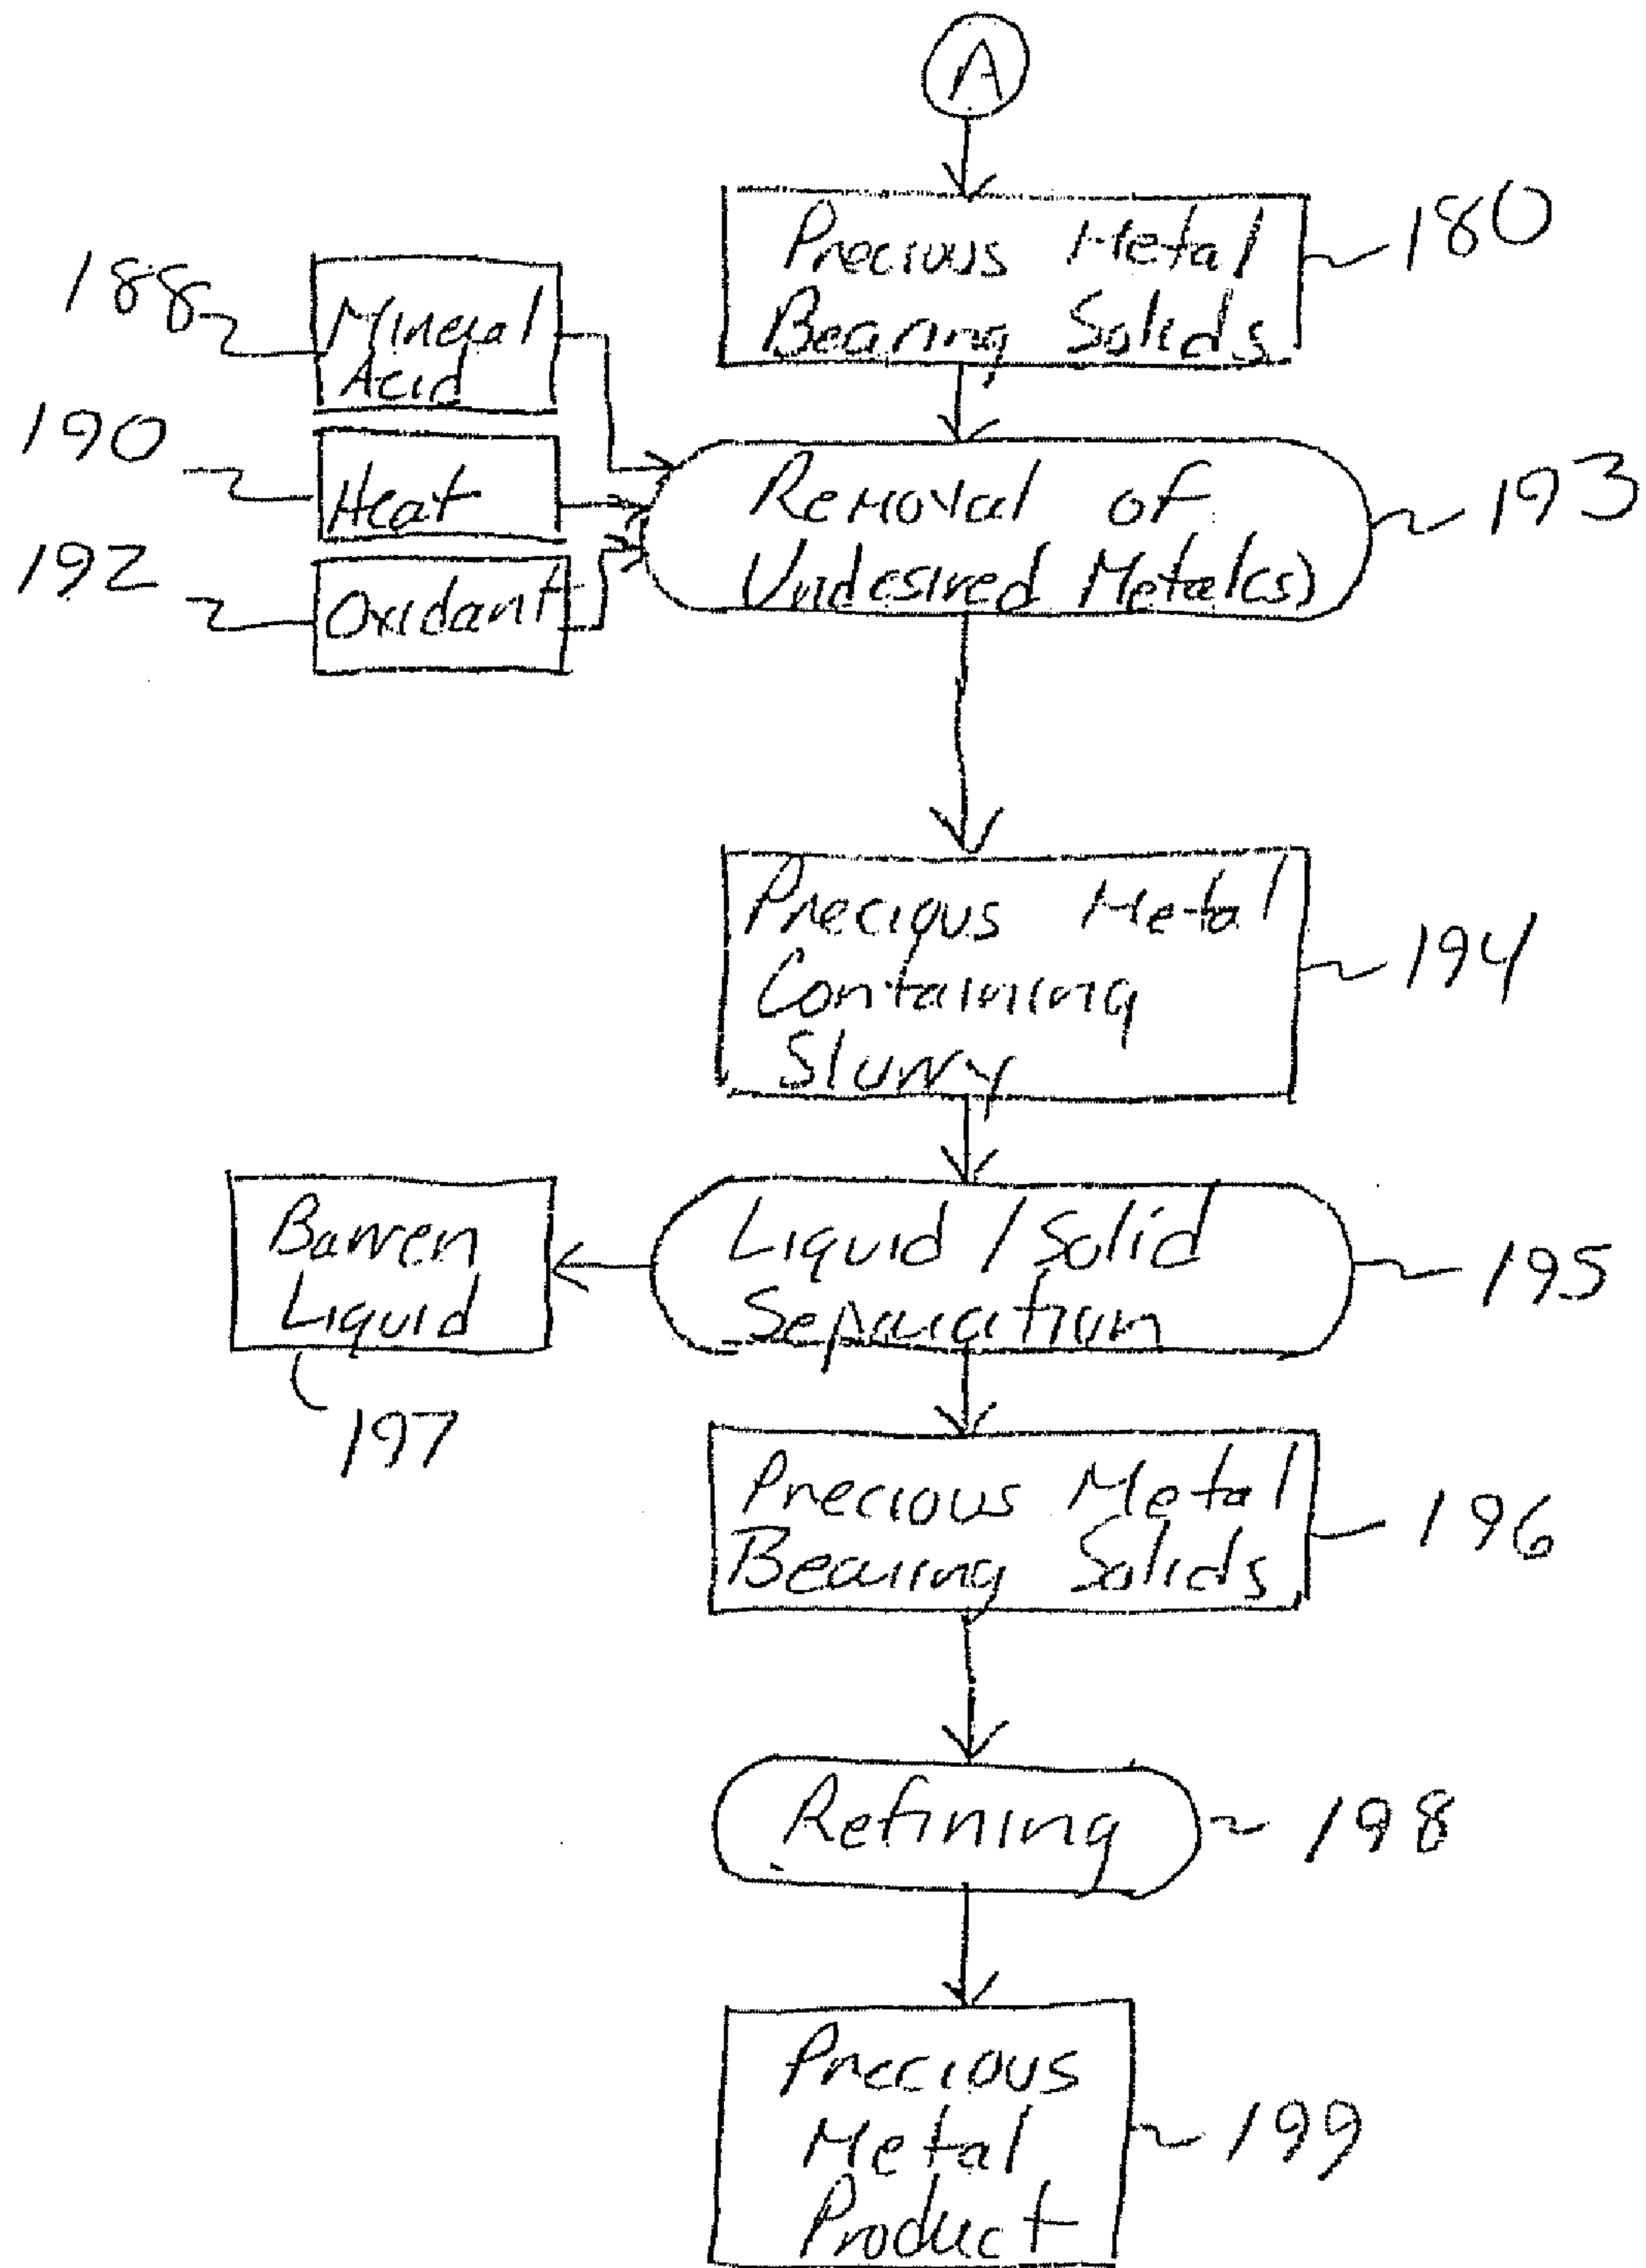 A
Precious Metal
Bearing Solids
180
188
Mineral
Acid
190
Heat
192
Oxidant
Removal of
Undesired Metal(s)
193
Precious Metal
Containing
Slurry
194
Liquid / Solid
Separation
195
Barren
Liquid
197
Precious Metal
Bearing Solids
196
Refining
198
Precious
Metal
Product
199